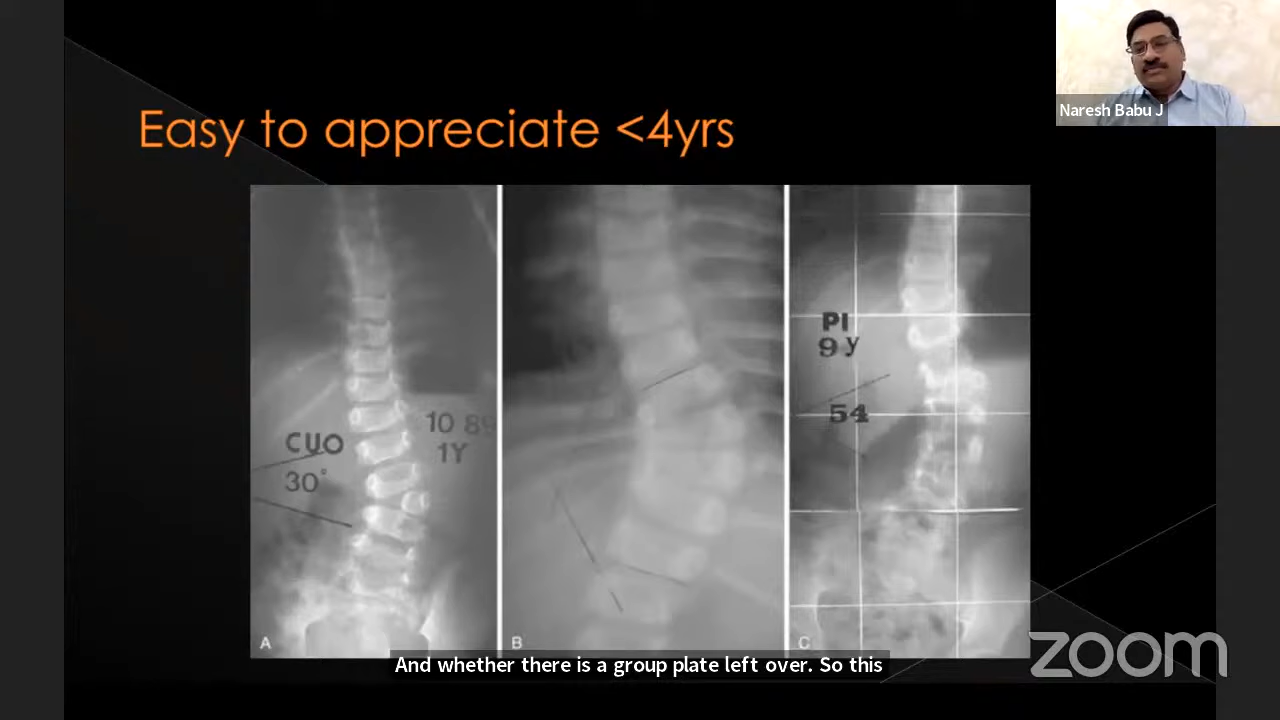 Naresh Babu J
Easy to appreciate <4yrs
CUO
30°
10 89
1Y
PI
9 y
54
A
B
C
And whether there is a group plate left over. So this
zoom